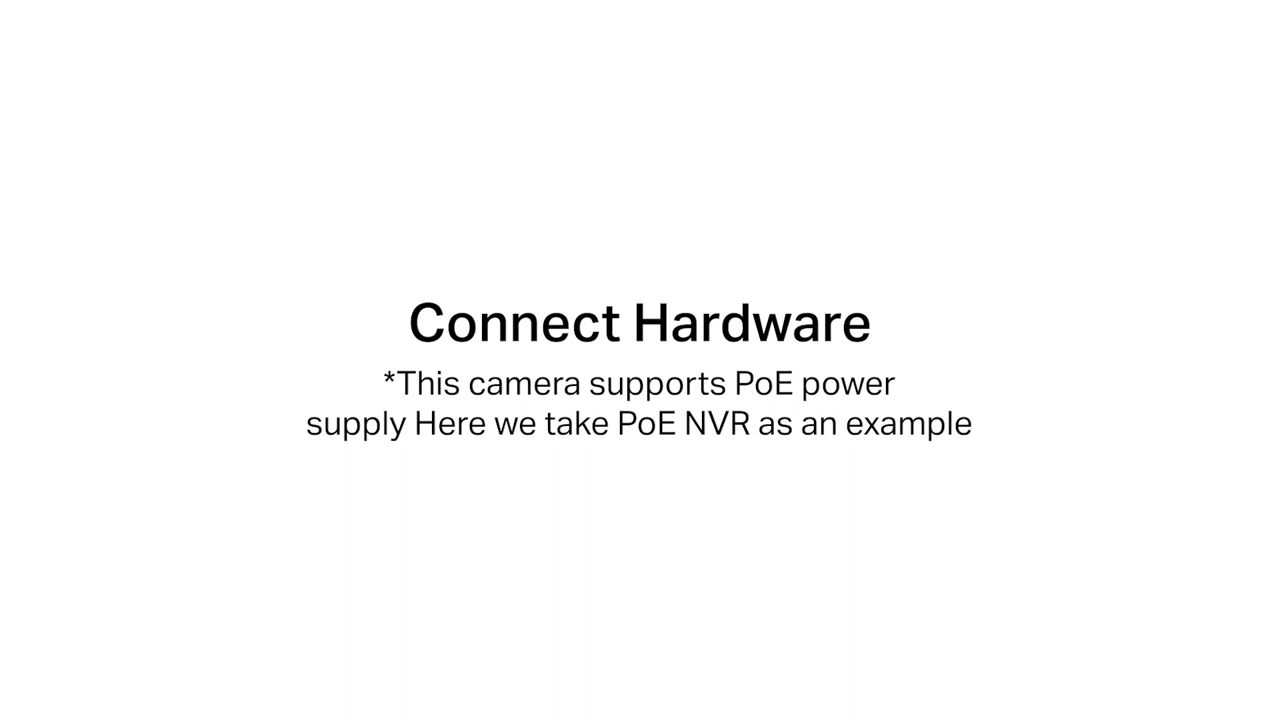 Connect Hardware
*This camera supports PoE power
supply Here we take PoE NVR as an example